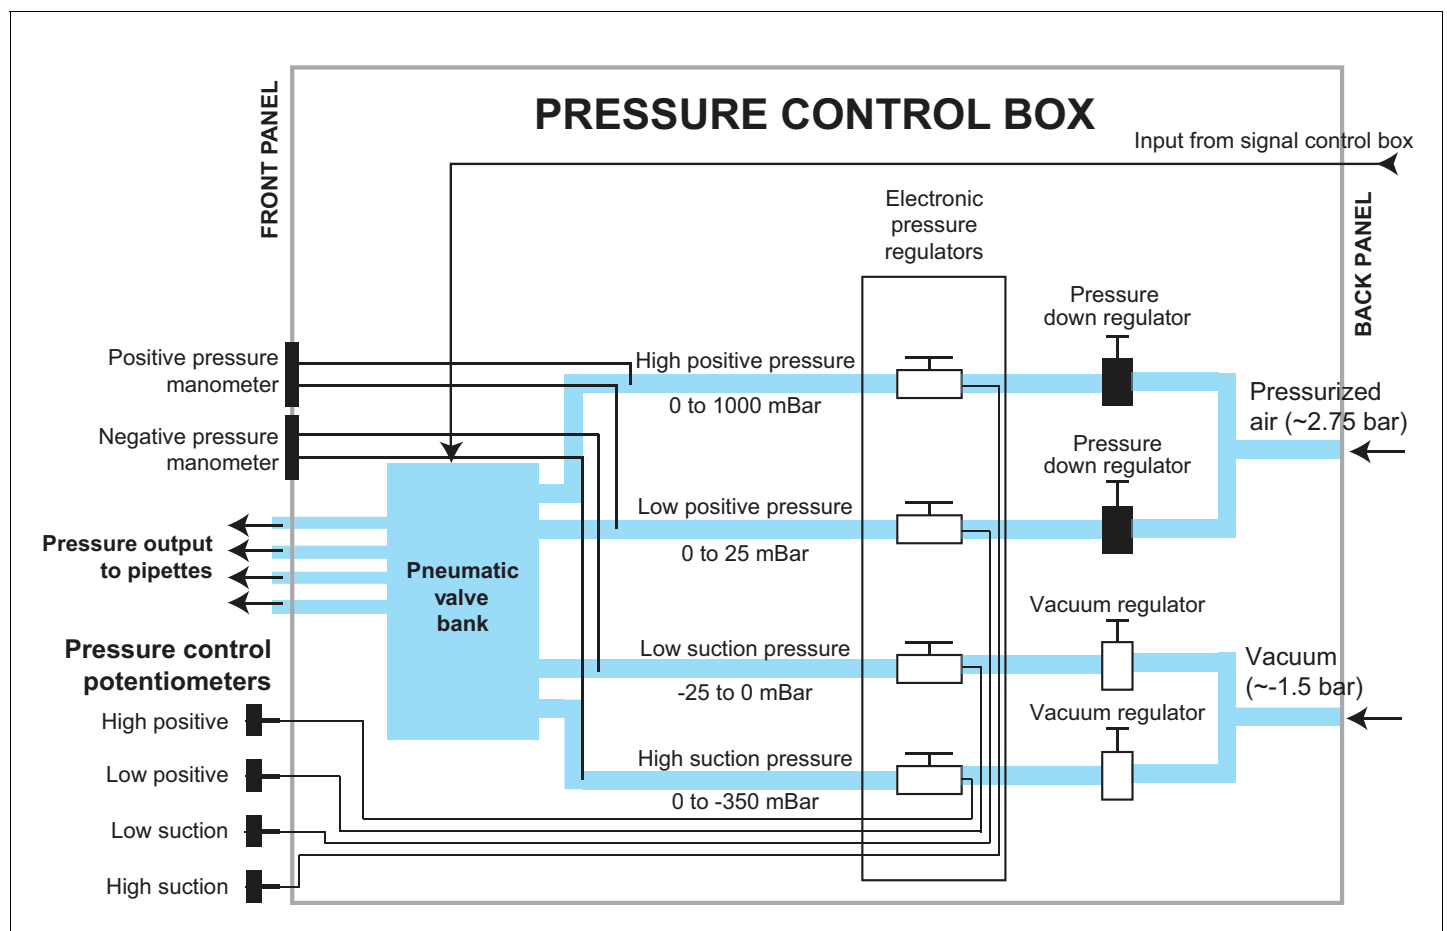 PRESSURE CONTROL BOX
FRONT PANEL
Input from signal control box
BACK PANEL
Electronic
pressure
regulators
Pressure
down regulator
Positive pressure
manometer
High positive pressure
0 to 1000 mBar
Pressurized
air (~2.75 bar)
Negative pressure
manometer
Pressure
down regulator
Low positive pressure
0 to 25 mBar
Pressure output
to pipettes
Pneumatic
valve
bank
Vacuum regulator
Low suction pressure
-25 to 0 mBar
Vacuum
(~-1.5 bar)
Pressure control
potentiometers
Vacuum regulator
High positive
High suction pressure
0 to -350 mBar
Low positive
Low suction
High suction